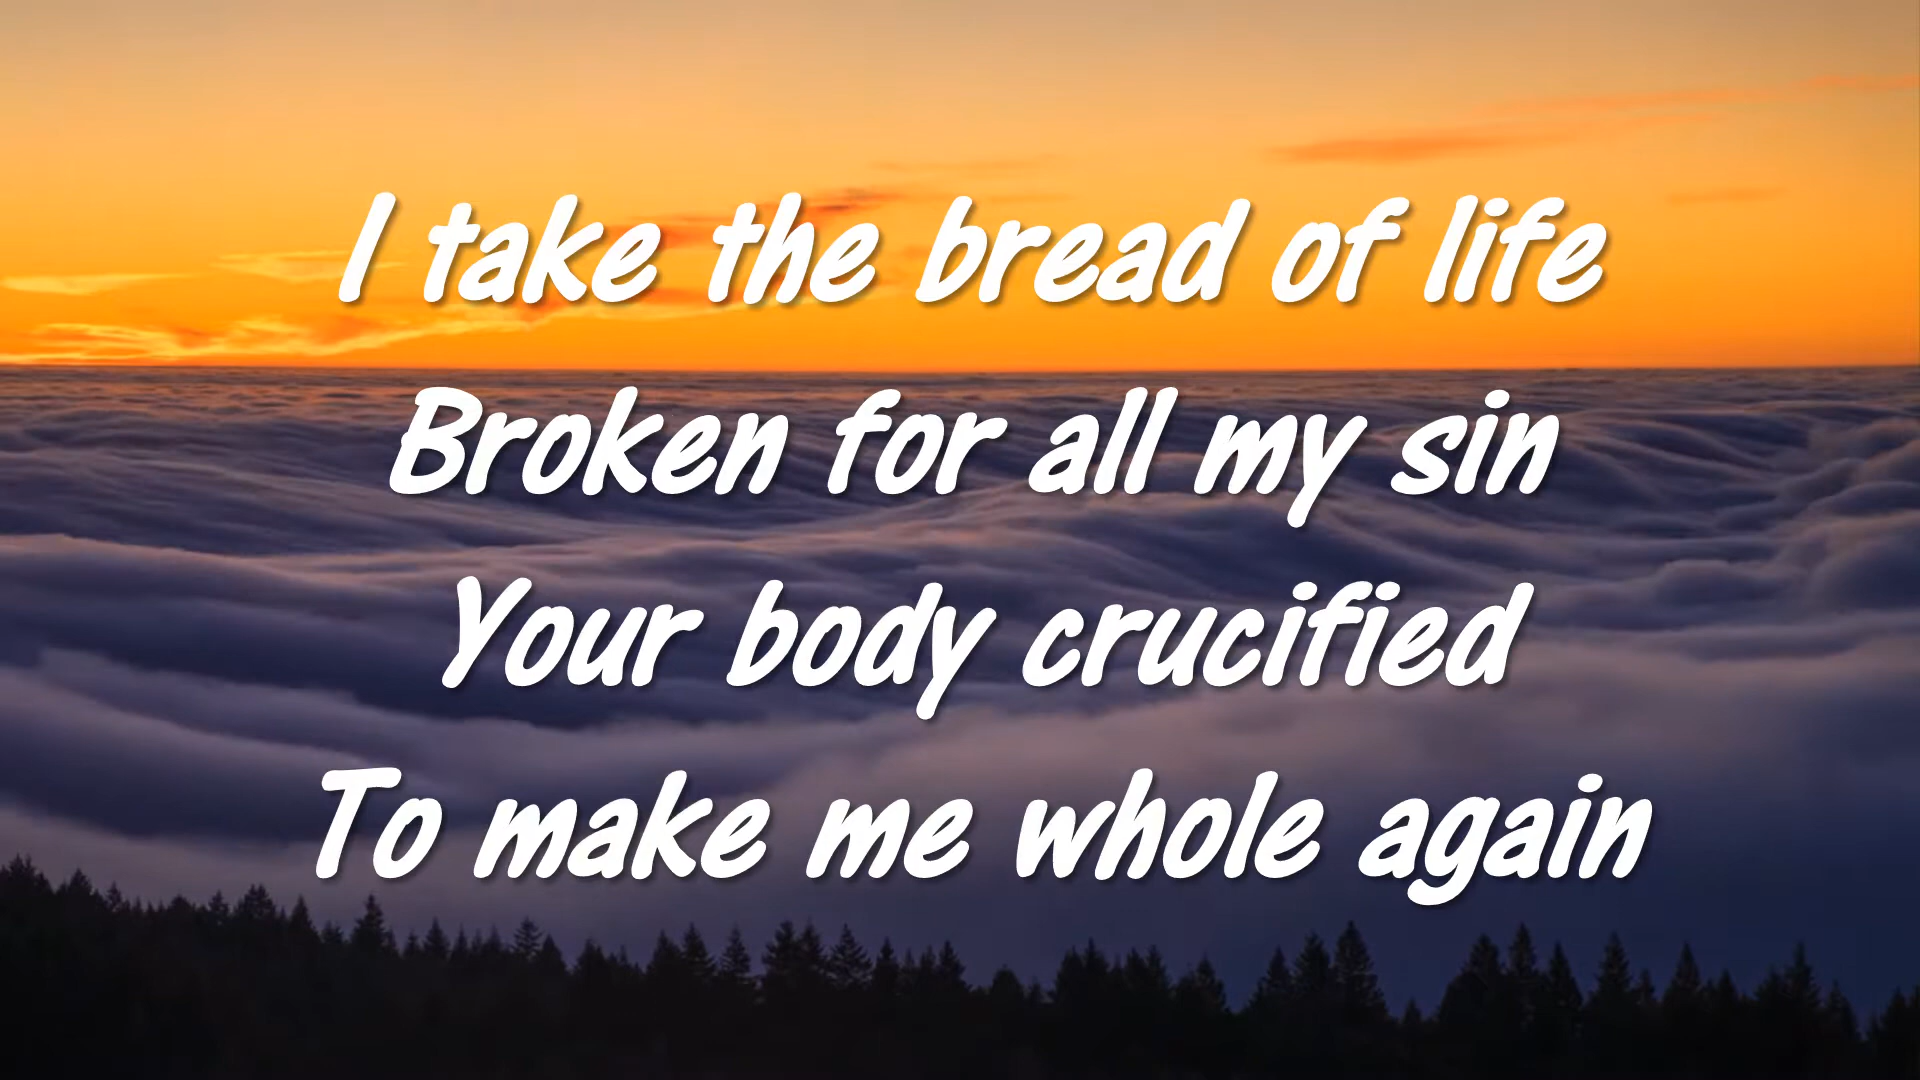 I take the bread of life
Broken for all my sin
Your body crucified
To make me whole again